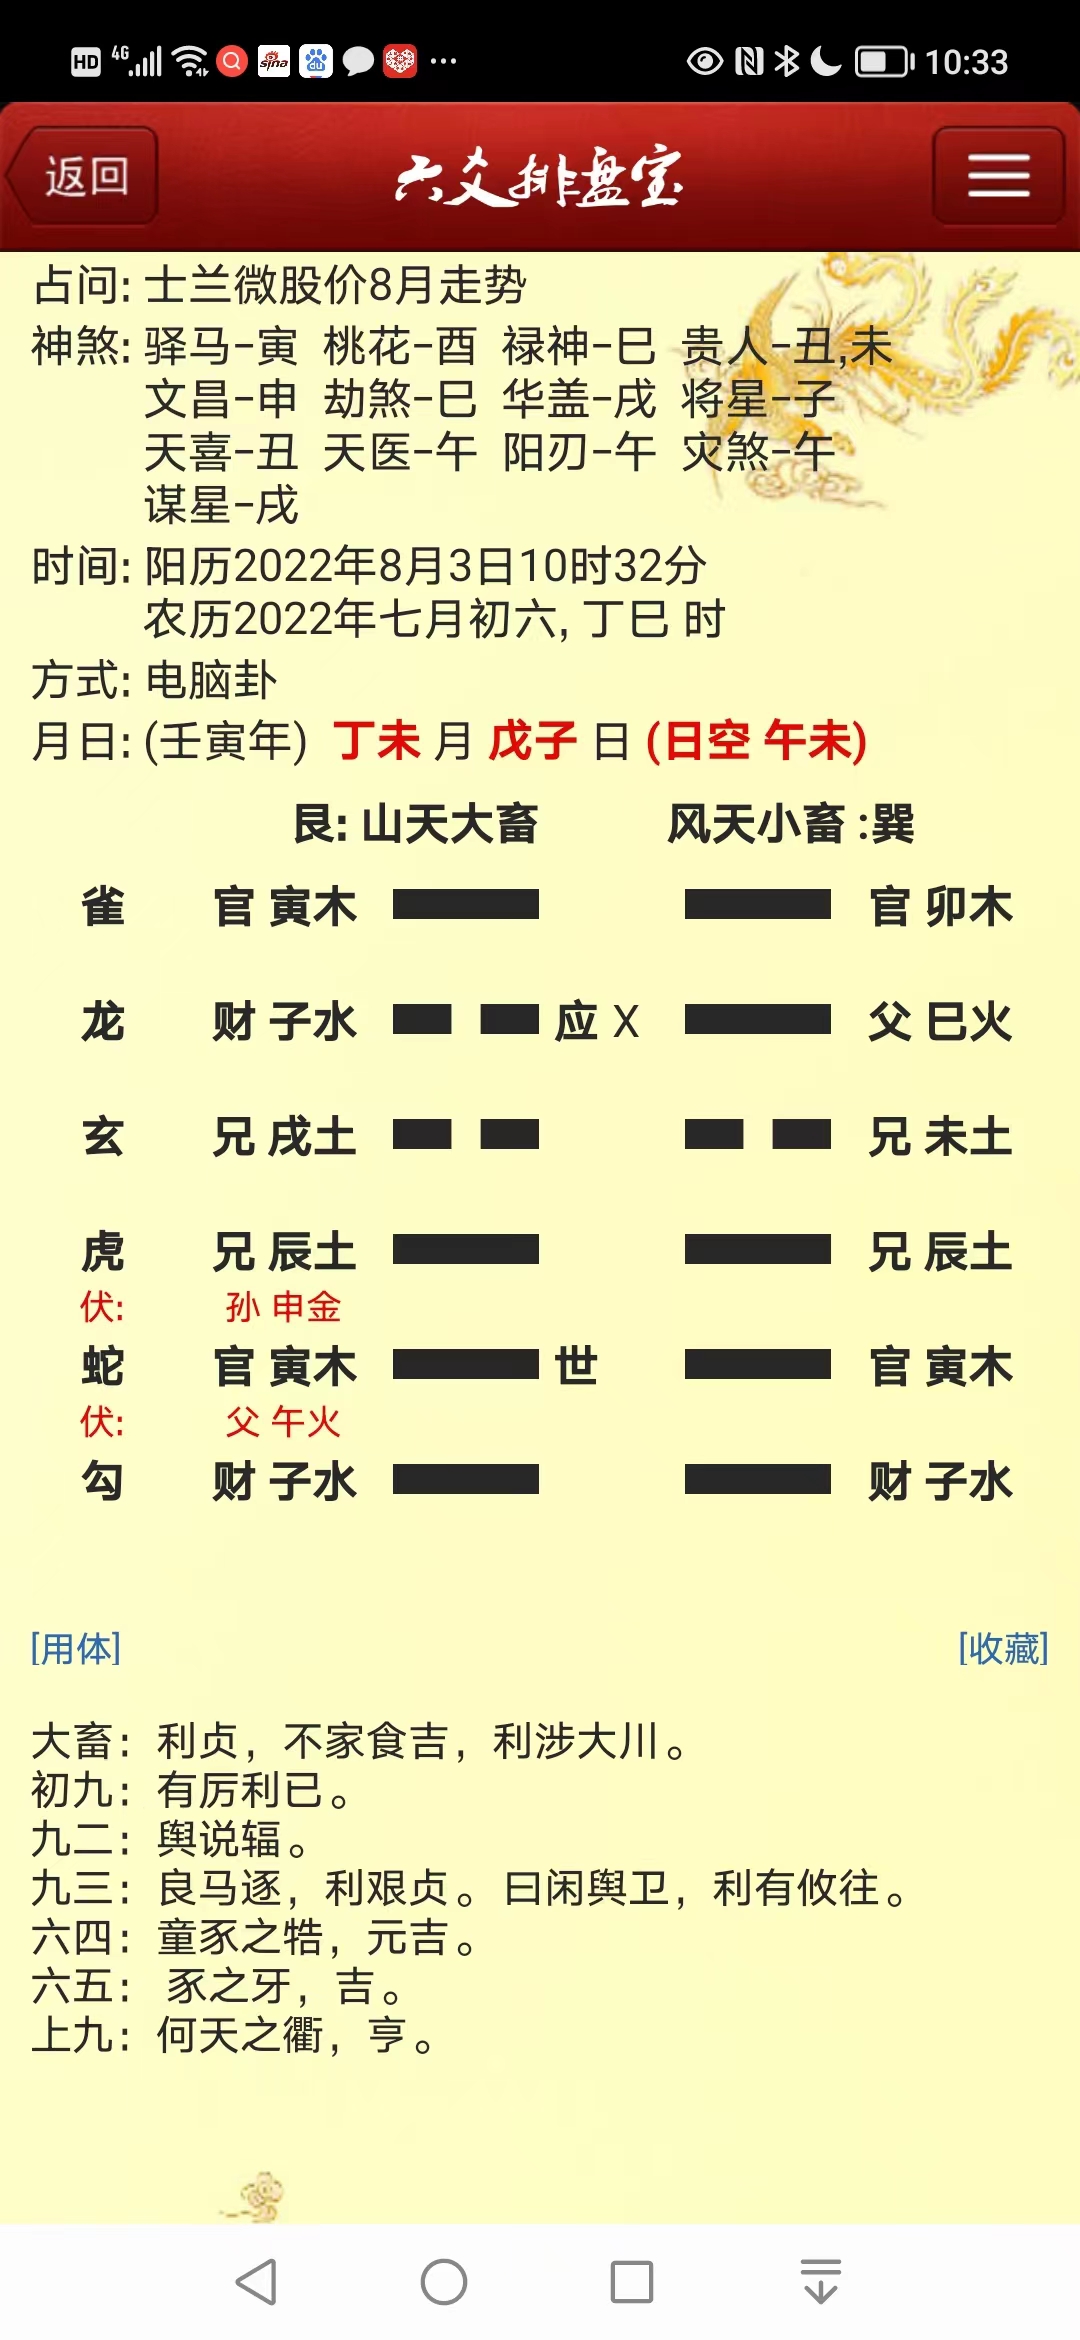 HD 4G 10:33
返回 六爻排盘宝
占问: 士兰微股价8月走势
神煞: 驿马-寅 桃花-酉 禄神-巳 贵人-丑,未
文昌-申 劫煞-巳 华盖-戌 将星-子
天喜-丑 天医-午 阳刃-午 灾煞-午
谋星-戌
时间: 阳历2022年8月3日10时32分
农历2022年七月初六, 丁巳 时
方式: 电脑卦
月日: (壬寅年) 丁未 月 戊子 日 (日空 午未)
艮: 山天大畜 风天小畜 :巽
雀 官 寅木 官 卯木
龙 财 子水 应 X 父 巳火
玄 兄 戌土 兄 未土
虎 兄 辰土 兄 辰土
伏: 孙 申金
蛇 官 寅木 世 官 寅木
伏: 父 午火
勾 财 子水 财 子水
[用体] [收藏]
大畜: 利贞, 不家食吉, 利涉大川。
初九: 有厉利已。
九二: 舆说辐。
九三: 良马逐, 利艰贞。曰闲舆卫, 利有攸往。
六四: 童豕之牿, 元吉。
六五: 豕之牙, 吉。
上九: 何天之衢, 亨。